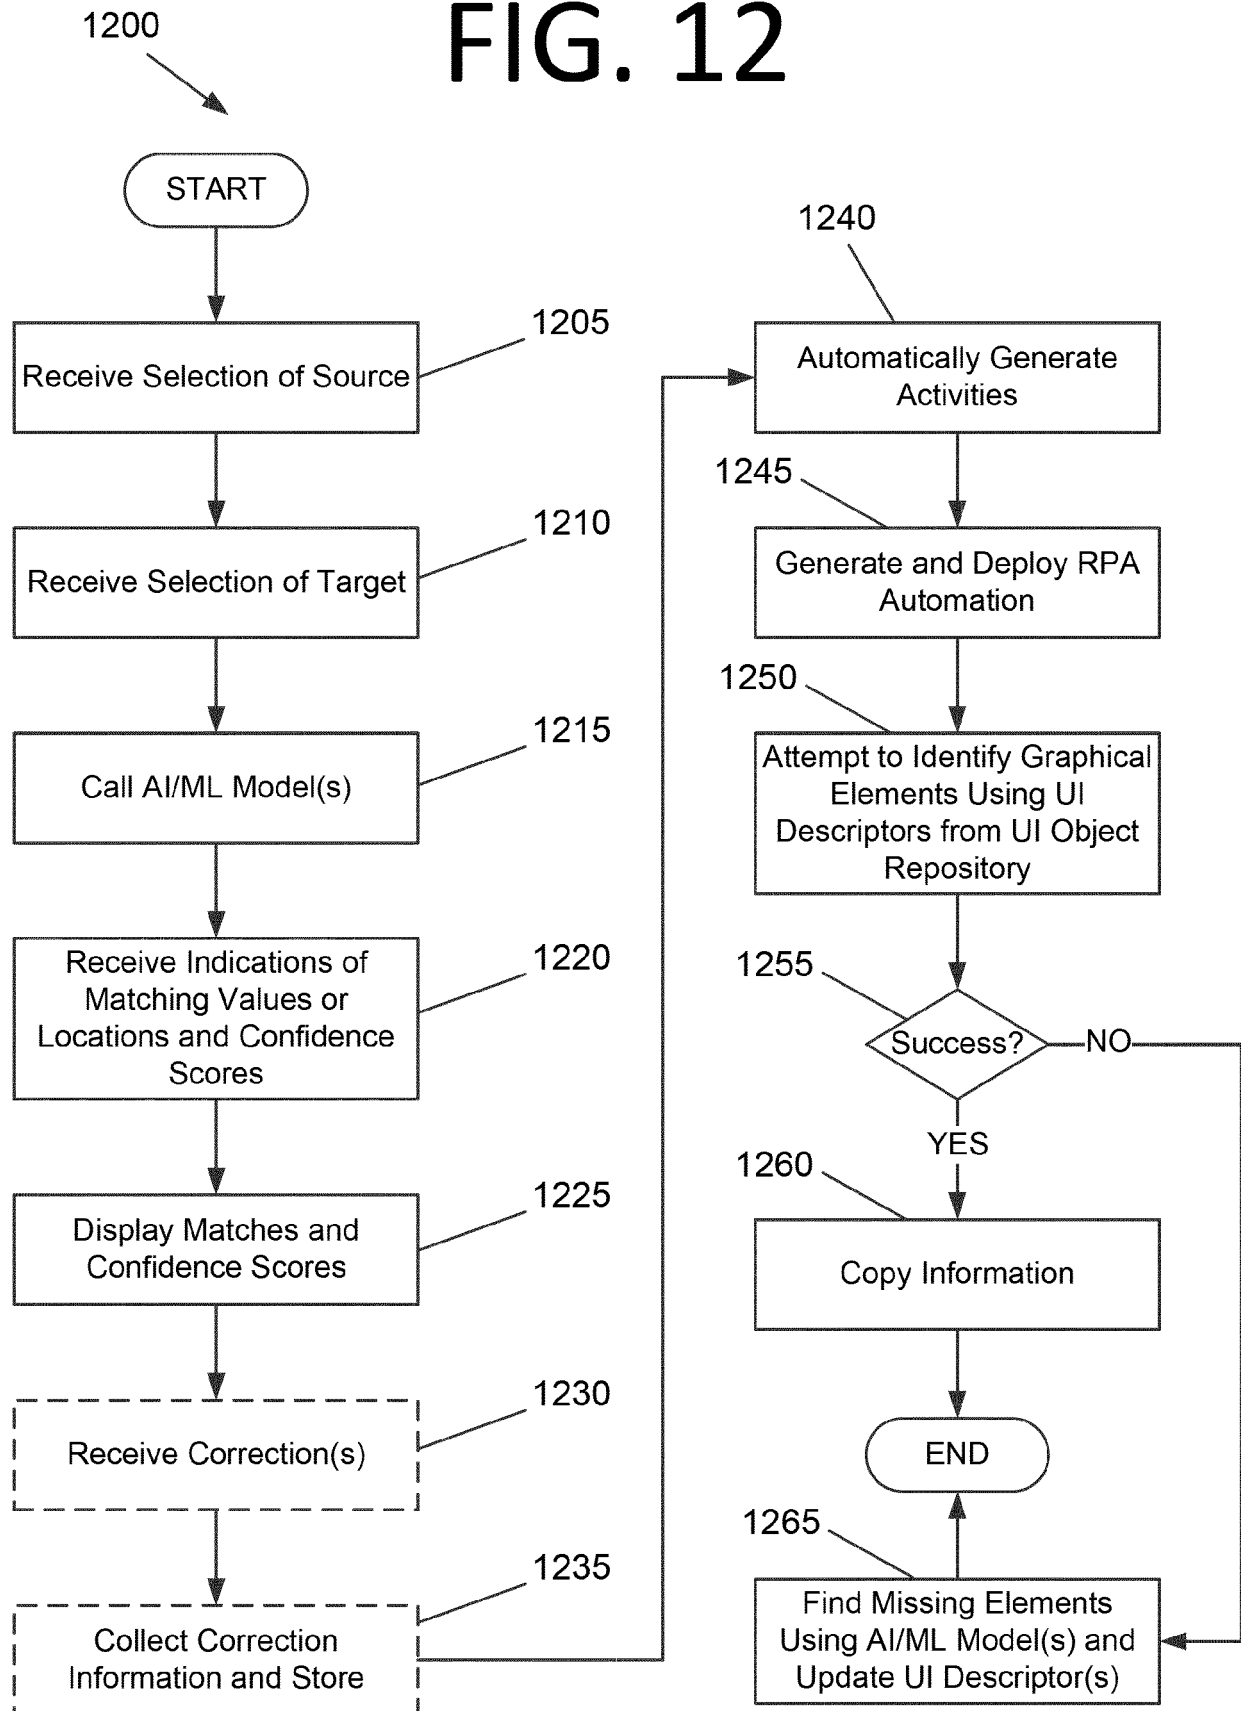 FIG. 12
1200
START
1205
Receive Selection of Source
1210
Receive Selection of Target
1215
Call AI/ML Model(s)
1220
Receive Indications of
Matching Values or
Locations and Confidence
Scores
1225
Display Matches and
Confidence Scores
1230
Receive Correction(s)
1235
Collect Correction
Information and Store
1240
Automatically Generate
Activities
1245
Generate and Deploy RPA
Automation
1250
Attempt to Identify Graphical
Elements Using UI
Descriptors from UI Object
Repository
1255
Success?
NO
YES
1260
Copy Information
END
1265
Find Missing Elements
Using AI/ML Model(s) and
Update UI Descriptor(s)